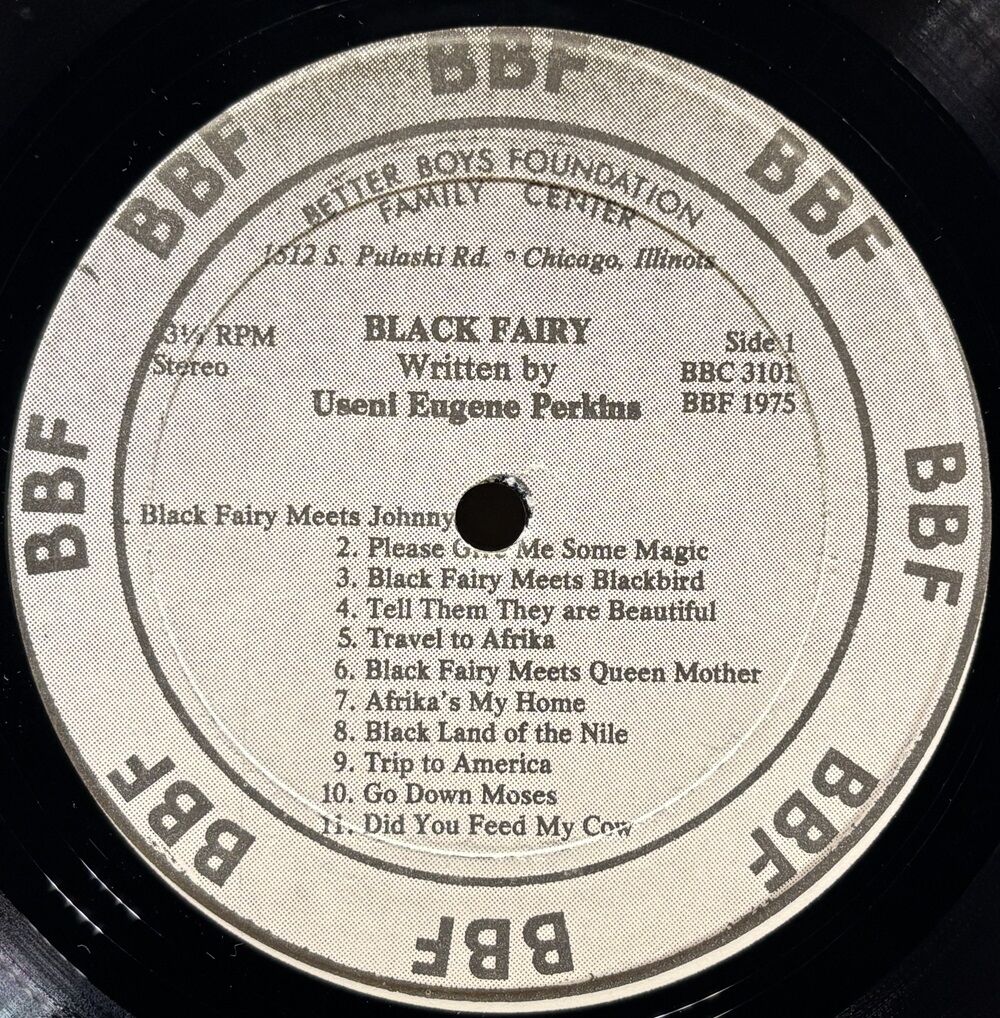 BBF
BBF
BBF
BBF
BBF
BBF
BBF
BBF
BETTER BOYS FOUNDATION
FAMILY CENTER
1512 S. Pulaski Rd. ° Chicago, Illinois
3⅓ RPM
Stereo
BLACK FAIRY
Written by
Useni Eugene Perkins
Side 1
BBC 3101
BBF 1975
. Black Fairy Meets Johnny
2. Please Me Some Magic
3. Black Fairy Meets Blackbird
4. Tell Them They are Beautiful
5. Travel to Afrika
6. Black Fairy Meets Queen Mother
7. Afrika's My Home
8. Black Land of the Nile
9. Trip to America
10. Go Down Moses
11. Did You Feed My Cow